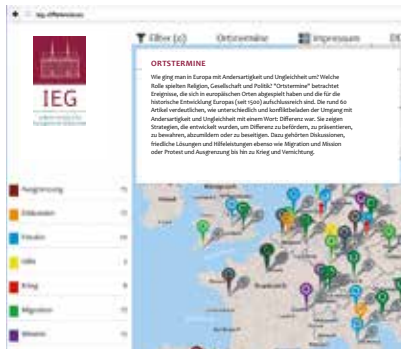 Filter (0)
Ortstermine
Impressum
IEG
ORTSTERMINE
Wie ging man in Europa mit Andersartigkeit und Ungleichheit um? Welche
Rolle spielten Religion, Gesellschaft und Politik? "Ortstermine" betrachtet
Ereignisse, die sich in europäischen Orten abgespielt haben und die für die
historische Entwicklung Europas (seit 1500) aufschlussreich sind. Die rund 60
Artikel verdeutlichen, wie unterschiedlich und konfliktbeladen der Umgang mit
Andersartigkeit und Ungleichheit mit einem Wort: Differenz war. Sie zeigen
Strategien, die entwickelt wurden, um Differenz zu befördern, zu präsentieren,
zu bewahren, abzumildern oder zu beseitigen. Dazu gehörten Diskussionen,
friedliche Lösungen und Hilfeleistungen ebenso wie Migration und Mission
oder Protest und Ausgrenzung bis hin zu Krieg und Vernichtung.
Ausgrenzung
Diskussion
Frieden
Hilfe
Krieg
Migration
Mission
Frankreich